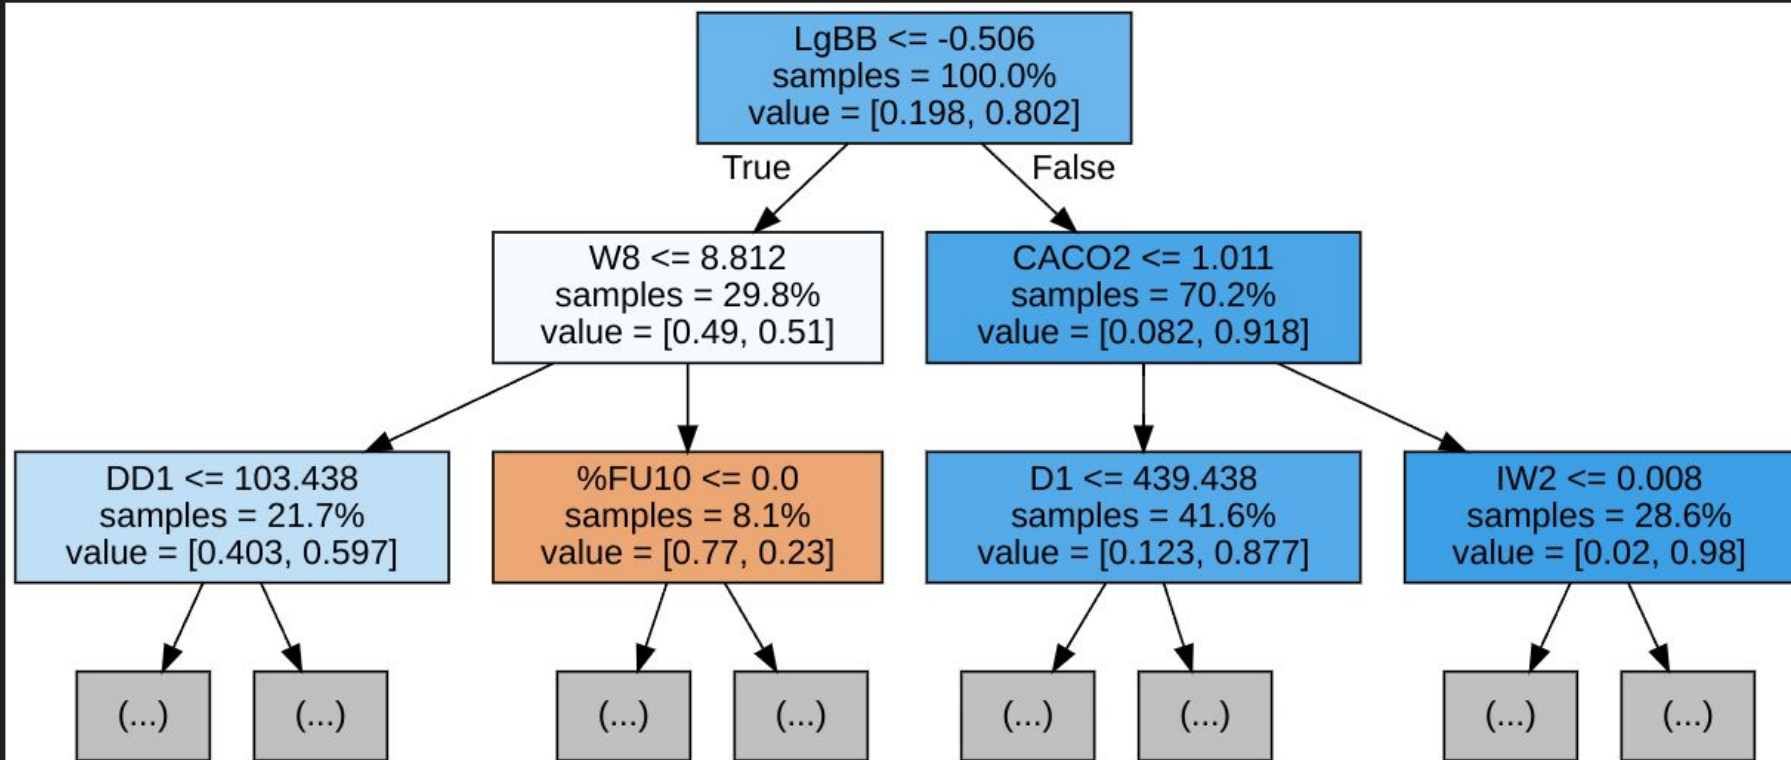 LgBB <= -0.506
samples = 100.0%
value = [0.198, 0.802]
True
False
W8 <= 8.812
samples = 29.8%
value = [0.49, 0.51]
CACO2 <= 1.011
samples = 70.2%
value = [0.082, 0.918]
DD1 <= 103.438
samples = 21.7%
value = [0.403, 0.597]
%FU10 <= 0.0
samples = 8.1%
value = [0.77, 0.23]
D1 <= 439.438
samples = 41.6%
value = [0.123, 0.877]
IW2 <= 0.008
samples = 28.6%
value = [0.02, 0.98]
(...)
(...)
(...)
(...)
(...)
(...)
(...)
(...)